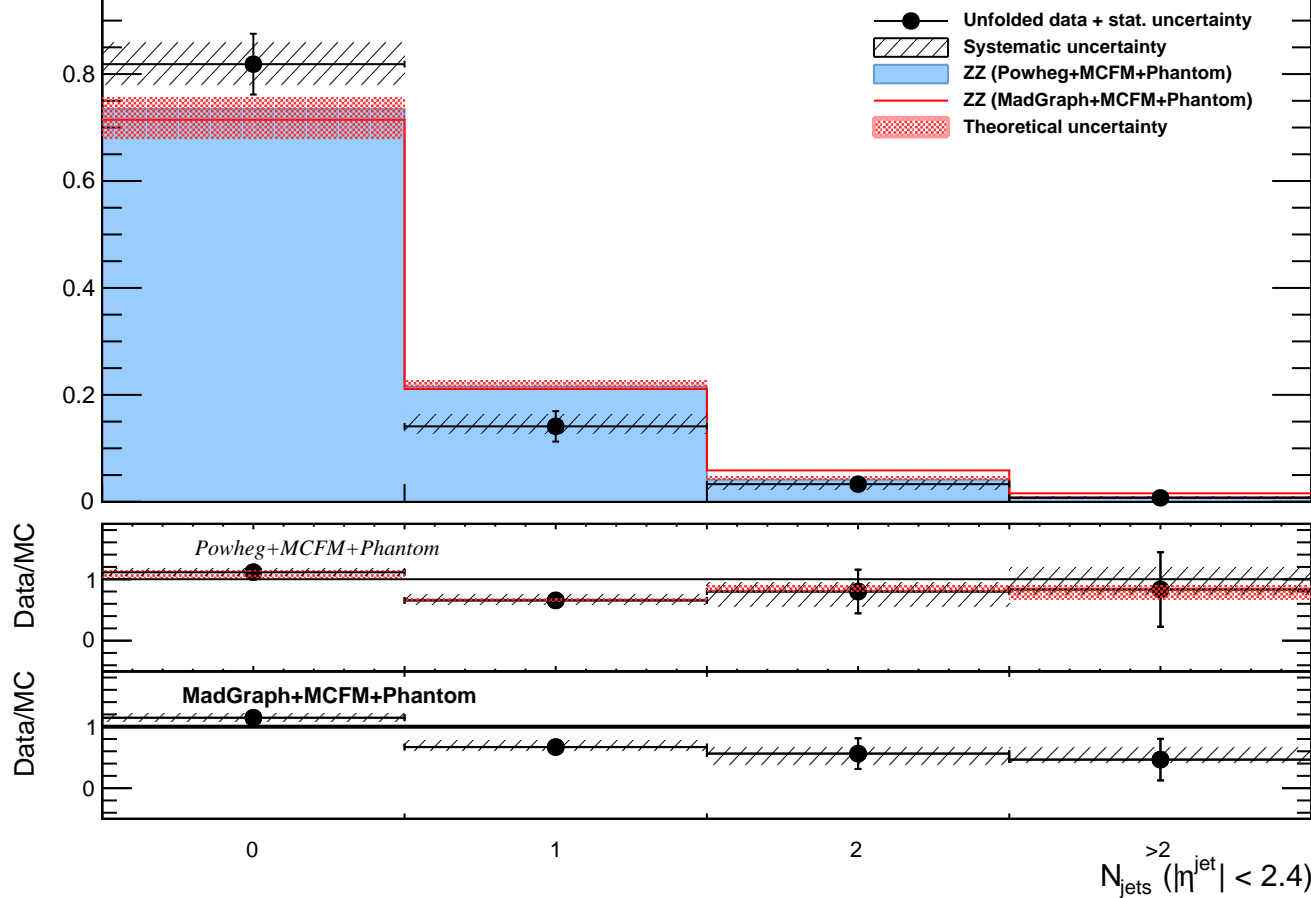 Unfolded data + stat. uncertainty
Systematic uncertainty
ZZ (Powheg+MCFM+Phantom)
ZZ (MadGraph+MCFM+Phantom)
Theoretical uncertainty
0.8
0.6
0.4
0.2
0
Data/MC
Powheg+MCFM+Phantom
1
0
Data/MC
MadGraph+MCFM+Phantom
1
0
0 1 2 >2
N_jets (|η^jet| < 2.4)